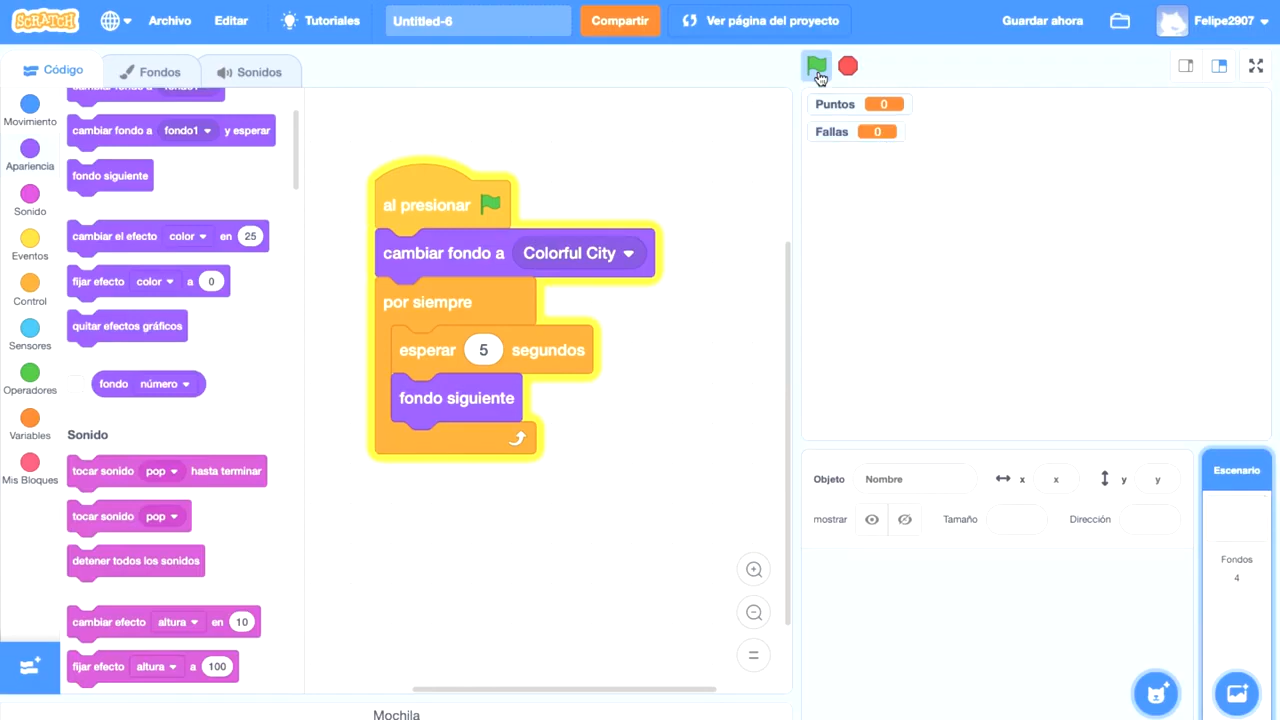 SCRATCH
Archivo
Editar
Tutoriales
Untitled-6
Compartir
Ver página del proyecto
Guardar ahora
Felipe2907
Código
Fondos
Sonidos
Movimiento
Apariencia
Sonido
Eventos
Control
Sensores
Operadores
Variables
Mis Bloques
cambiar fondo a fondo1
cambiar fondo a fondo1 y esperar
fondo siguiente
cambiar el efecto color en 25
fijar efecto color a 0
quitar efectos gráficos
fondo número
Sonido
tocar sonido pop hasta terminar
tocar sonido pop
detener todos los sonidos
cambiar efecto altura en 10
fijar efecto altura a 100
al presionar
cambiar fondo a Colorful City
por siempre
esperar 5 segundos
fondo siguiente
Mochila
Puntos 0
Fallas 0
Objeto Nombre x x y y
mostrar Tamaño Dirección
Escenario
Fondos
4